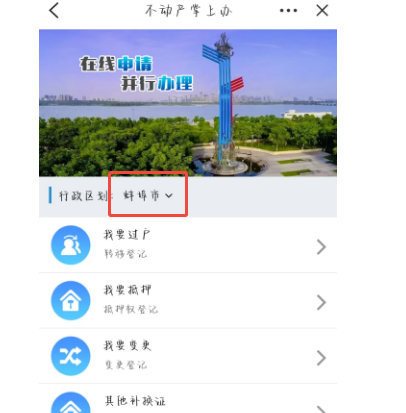 不动产掌上办
在线申请
并行办理
行政区划: 蚌埠市
我要过户
转移登记
我要抵押
抵押权登记
我要变更
变更登记
其他补换证